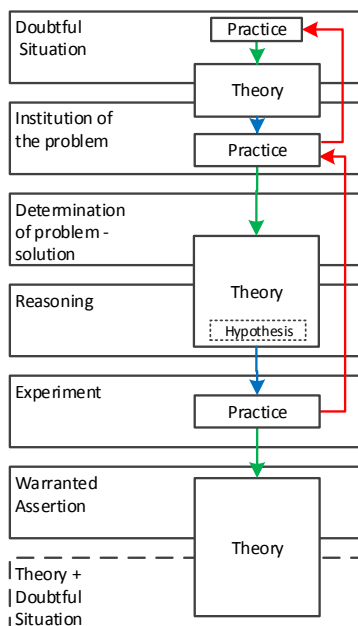 Doubtful
Situation
Practice
Theory
Institution of
the problem
Practice
Determination
of problem -
solution
Theory
Reasoning
Hypothesis
Experiment
Practice
Warranted
Assertion
Theory
Theory +
Doubtful
Situation